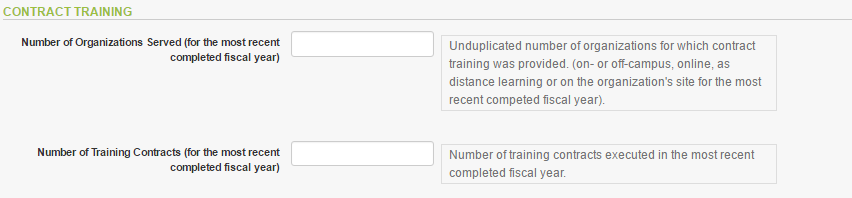 CONTRACT TRAINING
Number of Organizations Served (for the most recent
completed fiscal year)
Unduplicated number of organizations for which contract
training was provided. (on- or off-campus, online, as
distance learning or on the organization's site for the most
recent competed fiscal year).
Number of Training Contracts (for the most recent
completed fiscal year)
Number of training contracts executed in the most recent
completed fiscal year.